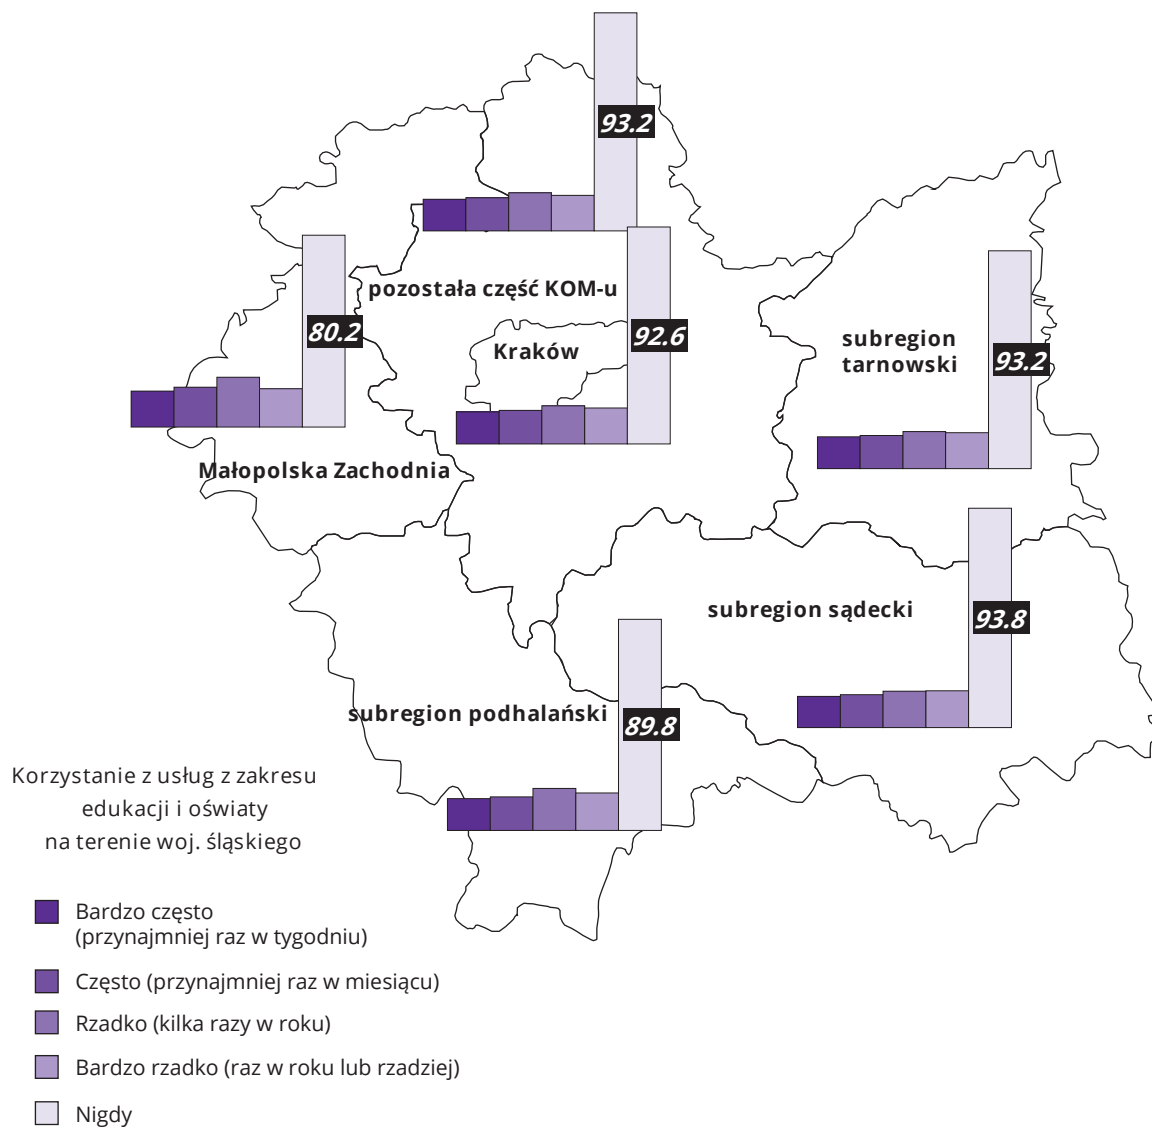 93.2
pozostała część KOM-u
80.2
92.6
Kraków
subregion
tarnowski
93.2
Małopolska Zachodnia
subregion sądecki
93.8
subregion podhalański
89.8
Korzystanie z usług z zakresu
edukacji i oświaty
na terenie woj. śląskiego
Bardzo często
(przynajmniej raz w tygodniu)
Często (przynajmniej raz w miesiącu)
Rzadko (kilka razy w roku)
Bardzo rzadko (raz w roku lub rzadziej)
Nigdy